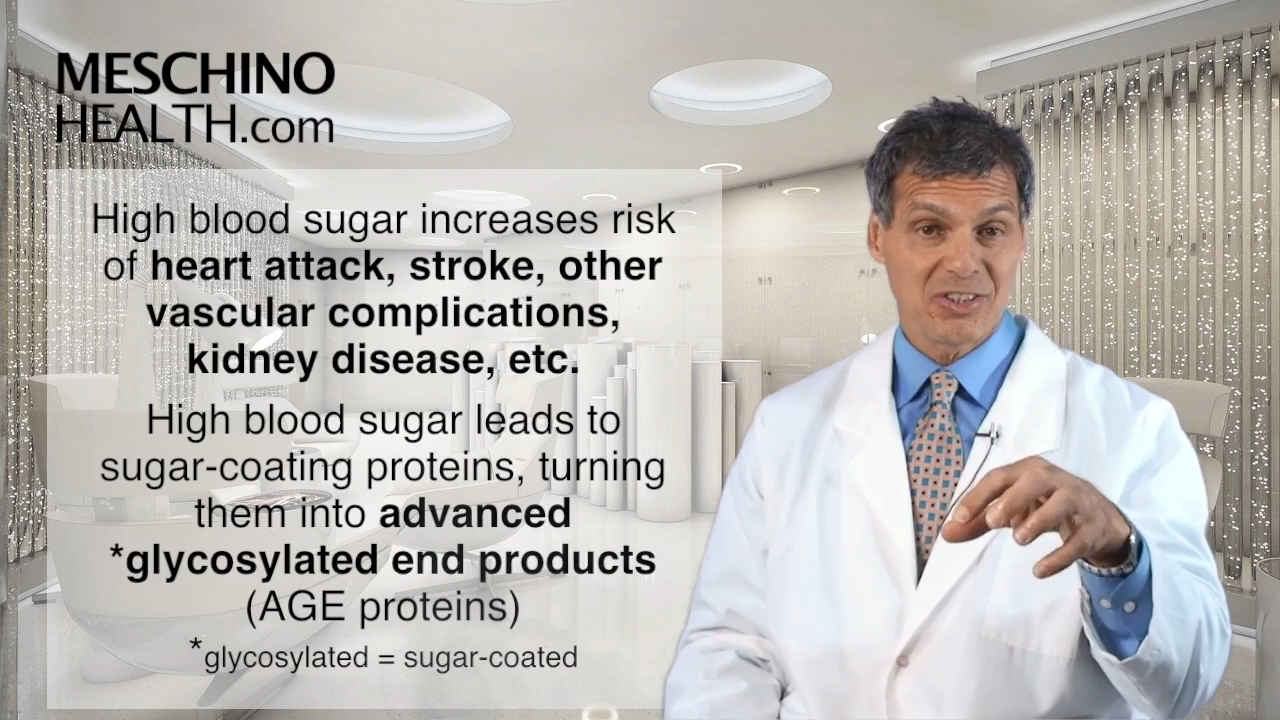 MESCHINO
HEALTH.com
High blood sugar increases risk
of heart attack, stroke, other
vascular complications,
kidney disease, etc.
High blood sugar leads to
sugar-coating proteins, turning
them into advanced
*glycosylated end products
(AGE proteins)
*glycosylated = sugar-coated